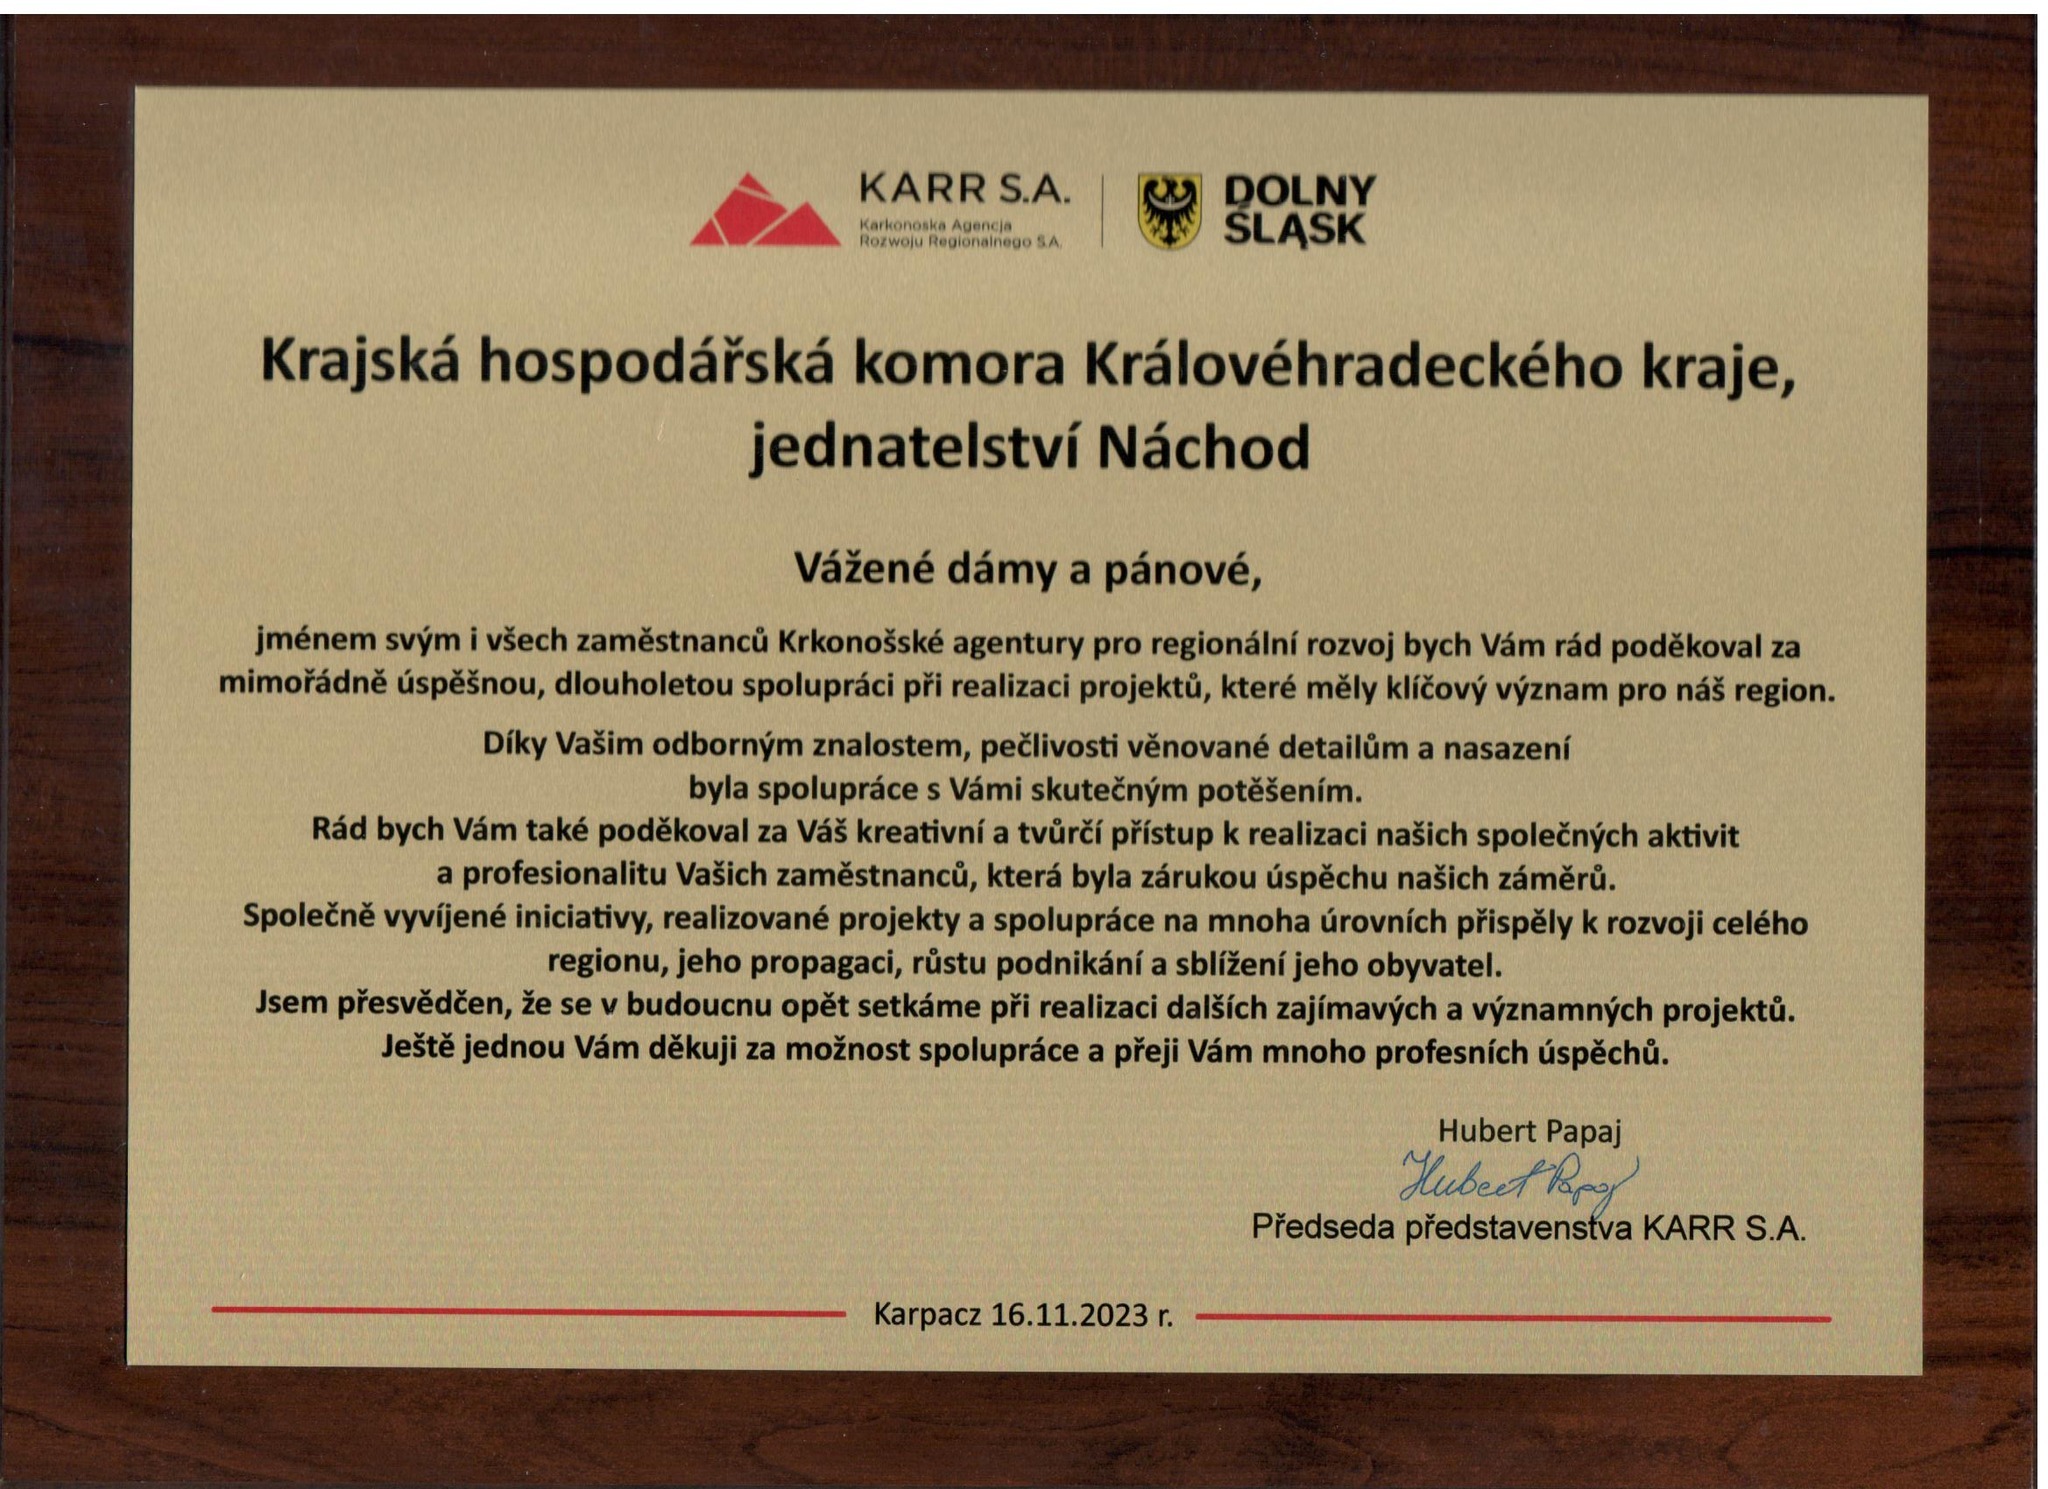 KARR S.A.
Karkonoska Agencja
Rozwoju Regionalnego S.A.
DOLNY
ŚLĄSK
Krajská hospodářská komora Královéhradeckého kraje,
jednatelství Náchod
Vážené dámy a pánové,
jménem svým i všech zaměstnanců Krkonošské agentury pro regionální rozvoj bych Vám rád poděkoval za
mimořádně úspěšnou, dlouholetou spolupráci při realizaci projektů, které měly klíčový význam pro náš region.
Díky Vašim odborným znalostem, pečlivosti věnované detailům a nasazení
byla spolupráce s Vámi skutečným potěšením.
Rád bych Vám také poděkoval za Váš kreativní a tvůrčí přístup k realizaci našich společných aktivit
a profesionalitu Vašich zaměstnanců, která byla zárukou úspěchu našich záměrů.
Společně vyvíjené iniciativy, realizované projekty a spolupráce na mnoha úrovních přispěly k rozvoji celého
regionu, jeho propagaci, růstu podnikání a sblížení jeho obyvatel.
Jsem přesvědčen, že se v budoucnu opět setkáme při realizaci dalších zajímavých a významných projektů.
Ještě jednou Vám děkuji za možnost spolupráce a přeji Vám mnoho profesních úspěchů.
Hubert Papaj
Hubert Papaj
Předseda představenstva KARR S.A.
Karpacz 16.11.2023 r.